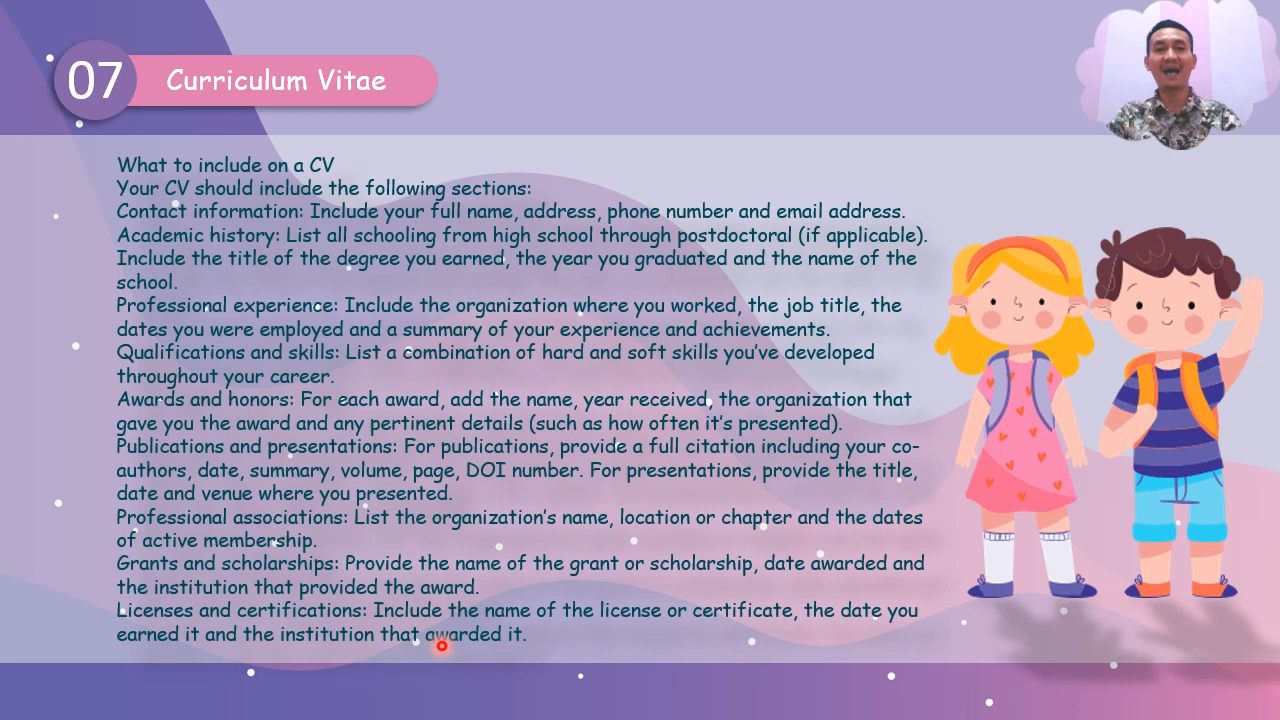 07
Curriculum Vitae
What to include on a CV
Your CV should include the following sections:
Contact information: Include your full name, address, phone number and email address.
Academic history: List all schooling from high school through postdoctoral (if applicable).
Include the title of the degree you earned, the year you graduated and the name of the
school.
Professional experience: Include the organization where you worked, the job title, the
dates you were employed and a summary of your experience and achievements.
Qualifications and skills: List a combination of hard and soft skills you've developed
throughout your career.
Awards and honors: For each award, add the name, year received, the organization that
gave you the award and any pertinent details (such as how often it's presented).
Publications and presentations: For publications, provide a full citation including your co-
authors, date, summary, volume, page, DOI number. For presentations, provide the title,
date and venue where you presented.
Professional associations: List the organization's name, location or chapter and the dates
of active membership.
Grants and scholarships: Provide the name of the grant or scholarship, date awarded and
the institution that provided the award.
Licenses and certifications: Include the name of the license or certificate, the date you
earned it and the institution that awarded it.